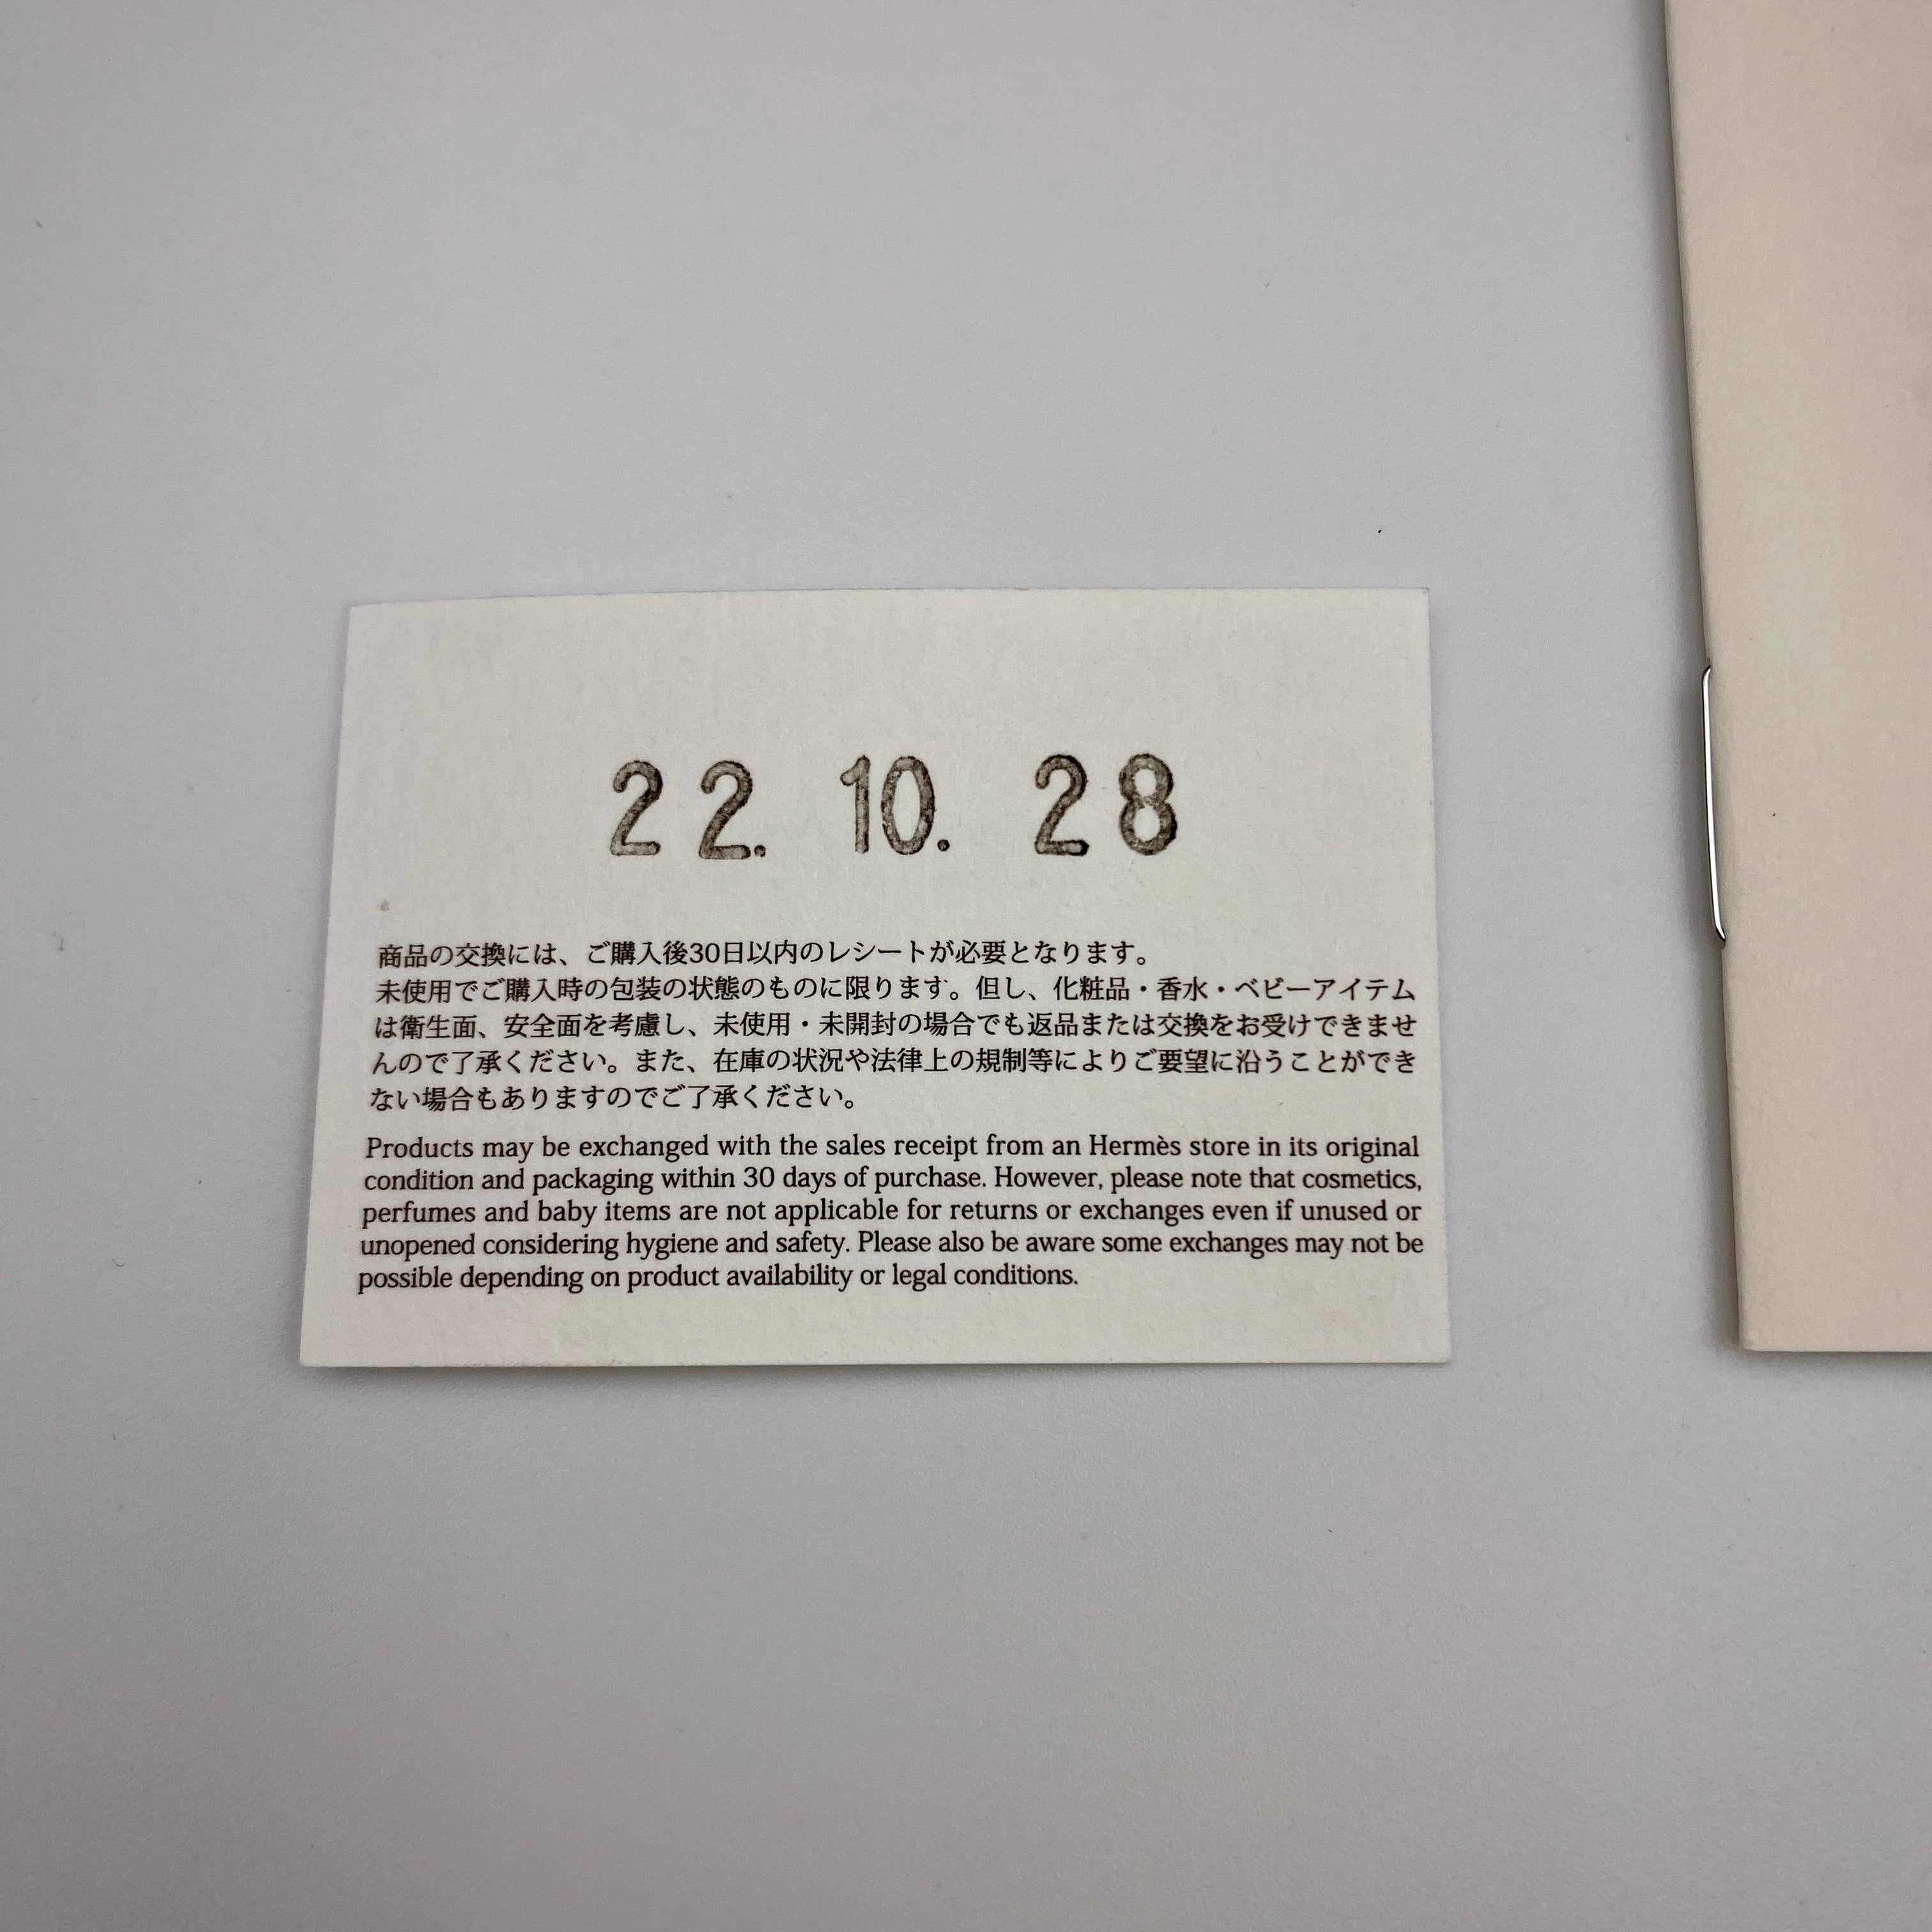 22. 10. 28
商品の交換には、ご購入後30日以内のレシートが必要となります。
未使用でご購入時の包装の状態のものに限ります。但し、化粧品・香水・ベビーアイテム
は衛生面、安全面を考慮し、未使用・未開封の場合でも返品または交換をお受けできませ
んので了承ください。また、在庫の状況や法律上の規制等によりご要望に沿うことができ
ない場合もありますのでご了承ください。
Products may be exchanged with the sales receipt from an Hermès store in its original
condition and packaging within 30 days of purchase. However, please note that cosmetics,
perfumes and baby items are not applicable for returns or exchanges even if unused or
unopened considering hygiene and safety. Please also be aware some exchanges may not be
possible depending on product availability or legal conditions.